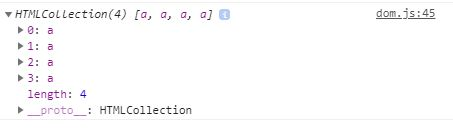 HTMLCollection(4) [a, a, a, a] i dom.js:45
0: a
1: a
2: a
3: a
length: 4
__proto__: HTMLCollection